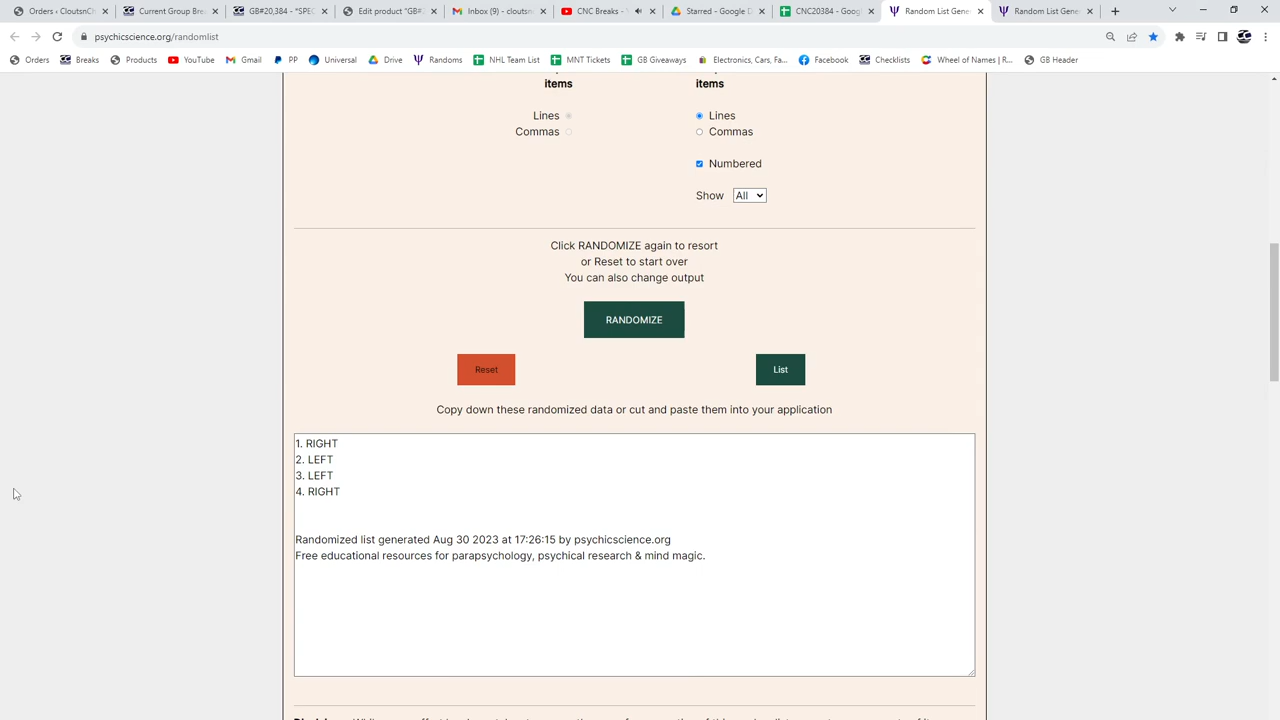 Orders ‹ CloutsnCh
Current Group Brea
GB#20,384 - *SPEC
Edit product "GB#
Inbox (9) - cloutsn
CNC Breaks -
Starred - Google D
CNC20384 - Goog
Random List Gene
Random List Gene
psychicscience.org/randomlist
Orders
Breaks
Products
YouTube
Gmail
PP
Universal
Drive
Randoms
NHL Team List
MNT Tickets
GB Giveaways
Electronics, Cars, Fa...
Facebook
Checklists
Wheel of Names | R...
GB Header
items
items
Lines
Lines
Commas
Commas
Numbered
Show All
Click RANDOMIZE again to resort
or Reset to start over
You can also change output
RANDOMIZE
Reset
List
Copy down these randomized data or cut and paste them into your application
1. RIGHT
2. LEFT
3. LEFT
4. RIGHT
Randomized list generated Aug 30 2023 at 17:26:15 by psychicscience.org
Free educational resources for parapsychology, psychical research & mind magic.